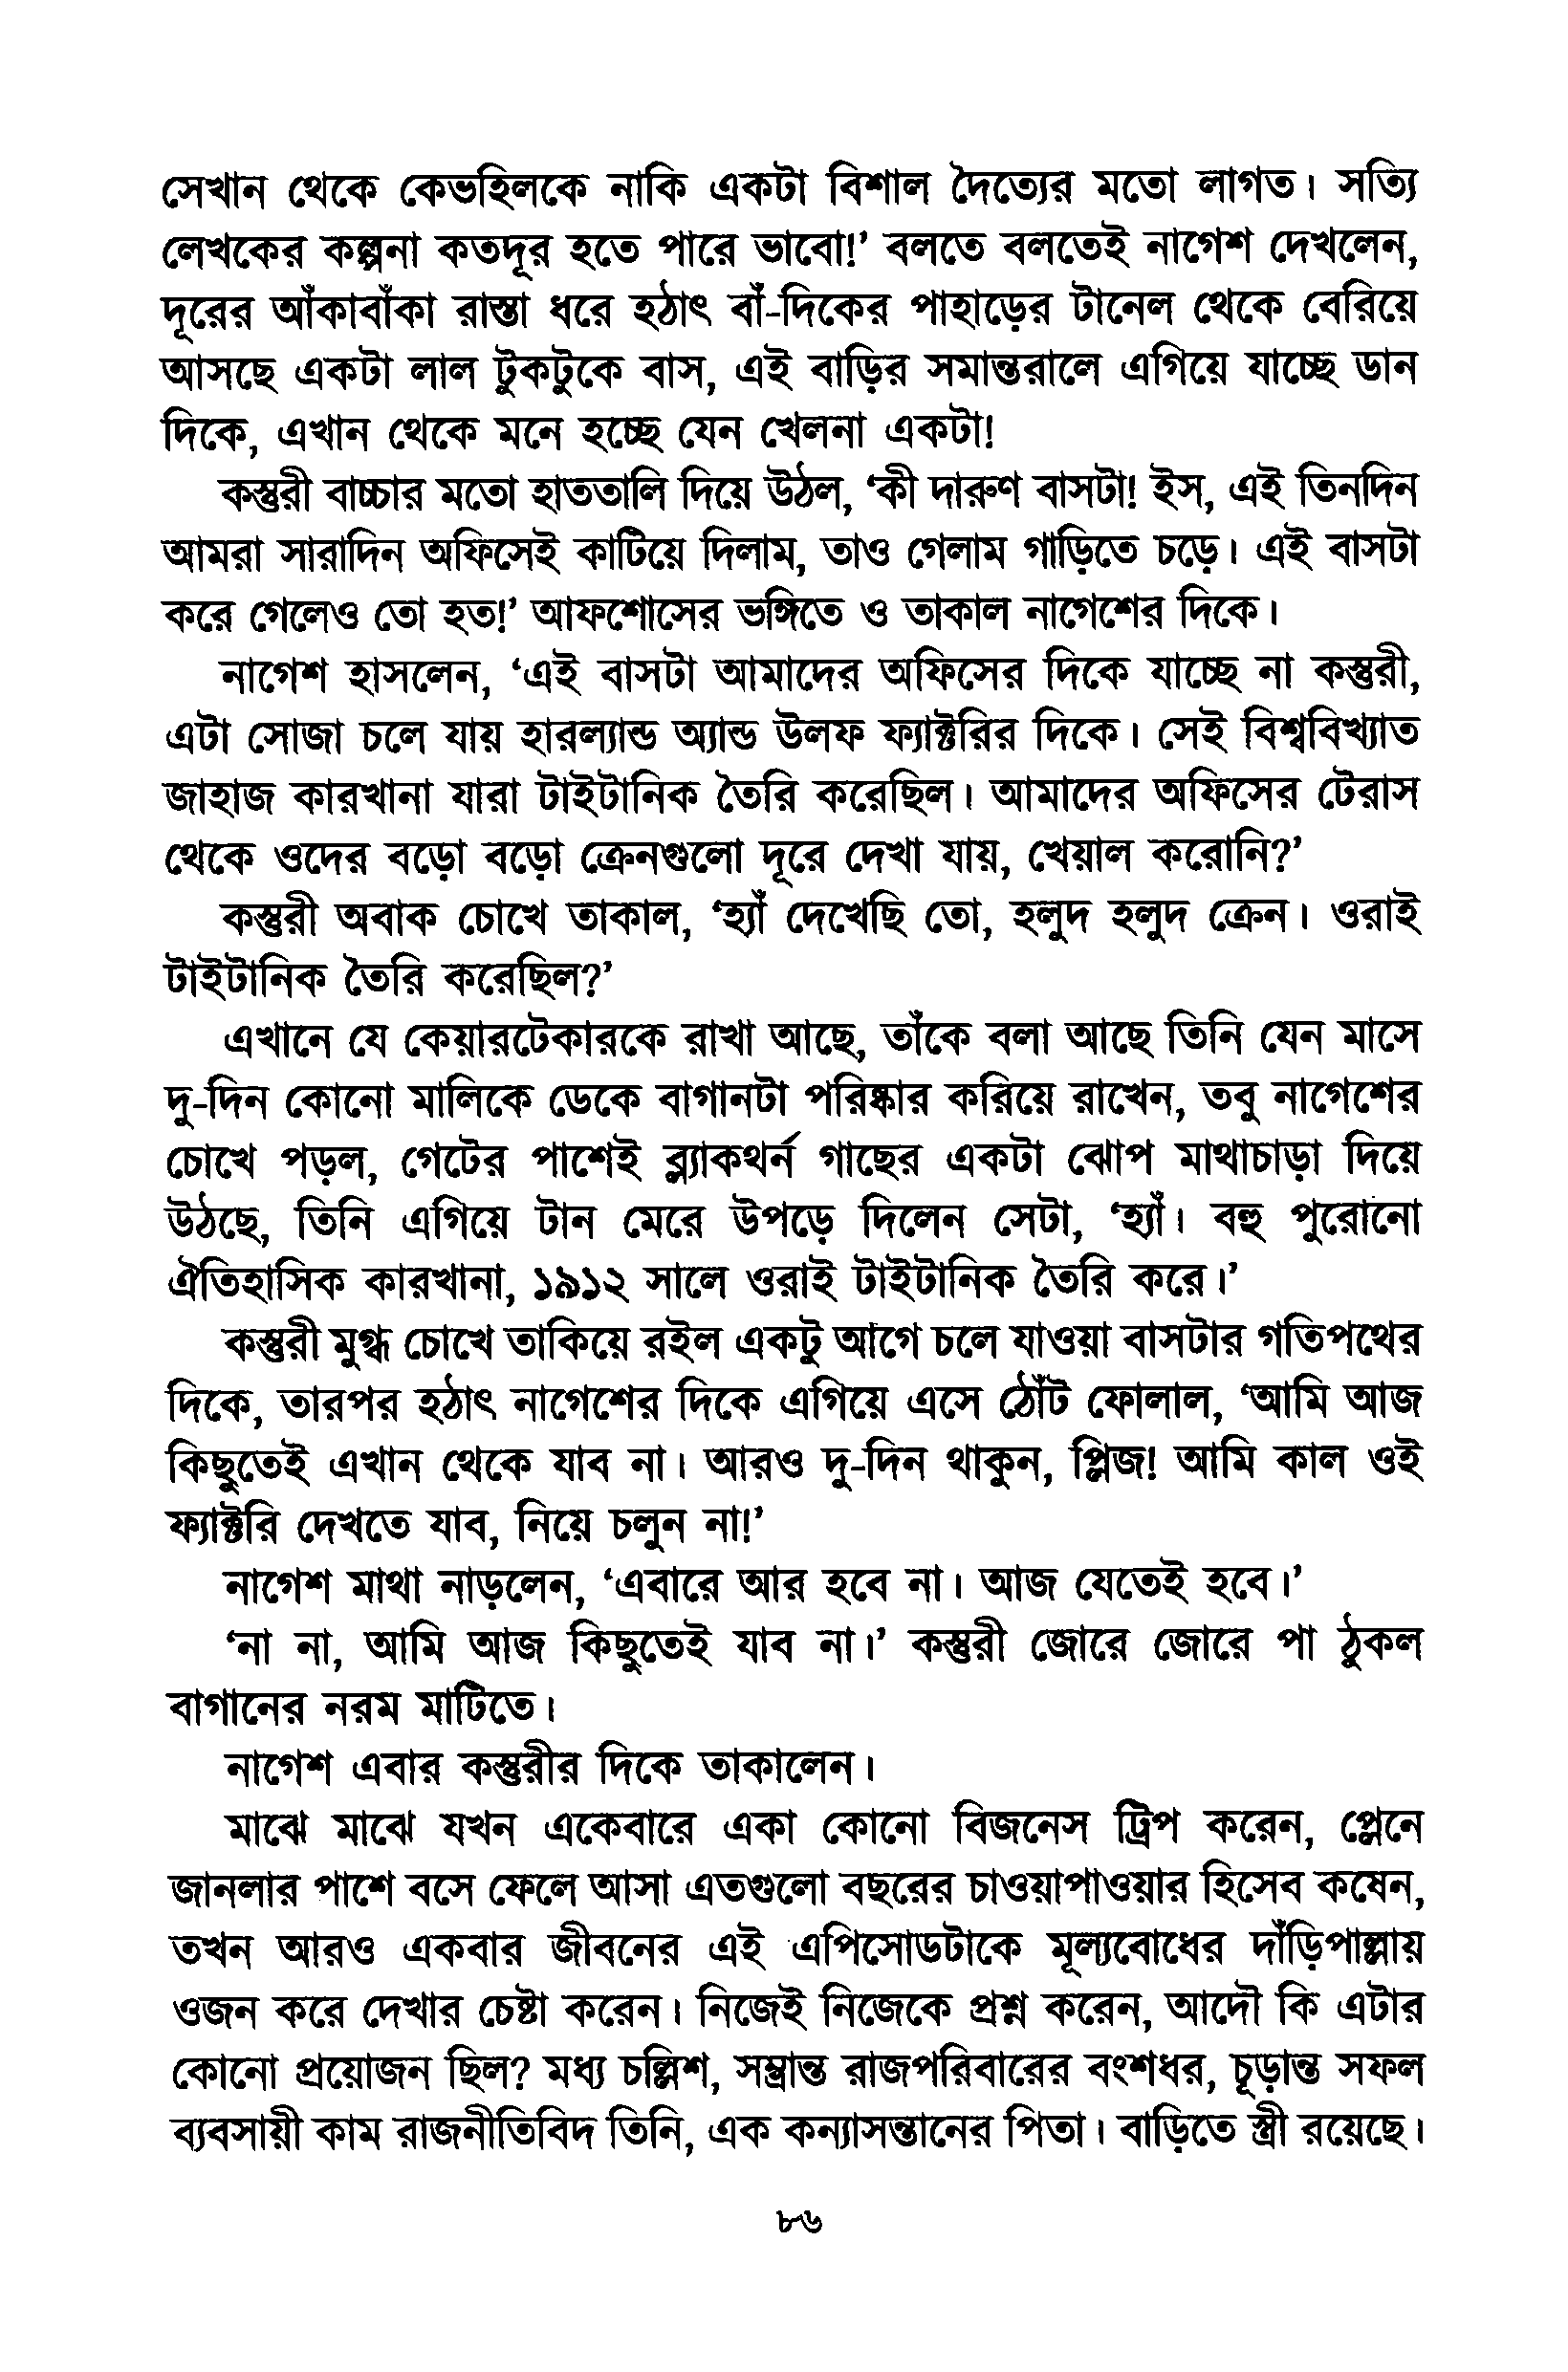 সেখান থেকে কেভহিলকে নাকি একটা বিশাল দৈত্যের মতো লাগত। সত্যি
লেখকের কল্পনা কতদূর হতে পারে ভাবো!’ বলতে বলতেই নাগেশ দেখলেন,
দূরের আঁকাবাঁকা রাস্তা ধরে হঠাৎ বাঁ-দিকের পাহাড়ের টানেল থেকে বেরিয়ে
আসছে একটা লাল টুকটুকে বাস, এই বাড়ির সমান্তরালে এগিয়ে যাচ্ছে ডান
দিকে, এখান থেকে মনে হচ্ছে যেন খেলনা একটা!
কস্তুরী বাচ্চার মতো হাততালি দিয়ে উঠল, ‘কী দারুণ বাসটা! ইস, এই তিনদিন
আমরা সারাদিন অফিসেই কাটিয়ে দিলাম, তাও গেলাম গাড়িতে চড়ে। এই বাসটা
করে গেলেও তো হত!’ আফশোসের ভঙ্গিতে ও তাকাল নাগেশের দিকে।
নাগেশ হাসলেন, ‘এই বাসটা আমাদের অফিসের দিকে যাচ্ছে না কস্তুরী,
এটা সোজা চলে যায় হারল্যান্ড অ্যান্ড উলফ ফ্যাক্টরির দিকে। সেই বিশ্ববিখ্যাত
জাহাজ কারখানা যারা টাইটানিক তৈরি করেছিল। আমাদের অফিসের টেরাস
থেকে ওদের বড়ো বড়ো ক্রেনগুলো দূরে দেখা যায়, খেয়াল করোনি?’
কস্তুরী অবাক চোখে তাকাল, ‘হ্যাঁ দেখেছি তো, হলুদ হলুদ ক্রেন। ওরাই
টাইটানিক তৈরি করেছিল?’
এখানে যে কেয়ারটেকারকে রাখা আছে, তাঁকে বলা আছে তিনি যেন মাসে
দু-দিন কোনো মালিকে ডেকে বাগানটা পরিষ্কার করিয়ে রাখেন, তবু নাগেশের
চোখে পড়ল, গেটের পাশেই ব্ল্যাকথর্ন গাছের একটা ঝোপ মাথাচাড়া দিয়ে
উঠছে, তিনি এগিয়ে টান মেরে উপড়ে দিলেন সেটা, ‘হ্যাঁ। বহু পুরোনো
ঐতিহাসিক কারখানা, ১৯১২ সালে ওরাই টাইটানিক তৈরি করে।’
কস্তুরী মুগ্ধ চোখে তাকিয়ে রইল একটু আগে চলে যাওয়া বাসটার গতিপথের
দিকে, তারপর হঠাৎ নাগেশের দিকে এগিয়ে এসে ঠোঁট ফোলাল, ‘আমি আজ
কিছুতেই এখান থেকে যাব না। আরও দু-দিন থাকুন, প্লিজ! আমি কাল ওই
ফ্যাক্টরি দেখতে যাব, নিয়ে চলুন না!’
নাগেশ মাথা নাড়লেন, ‘এবারে আর হবে না। আজ যেতেই হবে।’
‘না না, আমি আজ কিছুতেই যাব না।’ কস্তুরী জোরে জোরে পা ঠুকল
বাগানের নরম মাটিতে।
নাগেশ এবার কস্তুরীর দিকে তাকালেন।
মাঝে মাঝে যখন একেবারে একা কোনো বিজনেস ট্রিপ করেন, প্লেনে
জানলার পাশে বসে ফেলে আসা এতগুলো বছরের চাওয়াপাওয়ার হিসেব কষেন,
তখন আরও একবার জীবনের এই এপিসোডটাকে মূল্যবোধের দাঁড়িপাল্লায়
ওজন করে দেখার চেষ্টা করেন। নিজেই নিজেকে প্রশ্ন করেন, আদৌ কি এটার
কোনো প্রয়োজন ছিল? মধ্য চল্লিশ, সম্ভ্রান্ত রাজপরিবারের বংশধর, চূড়ান্ত সফল
ব্যবসায়ী কাম রাজনীতিবিদ তিনি, এক কন্যাসন্তানের পিতা। বাড়িতে স্ত্রী রয়েছে।
৮৬